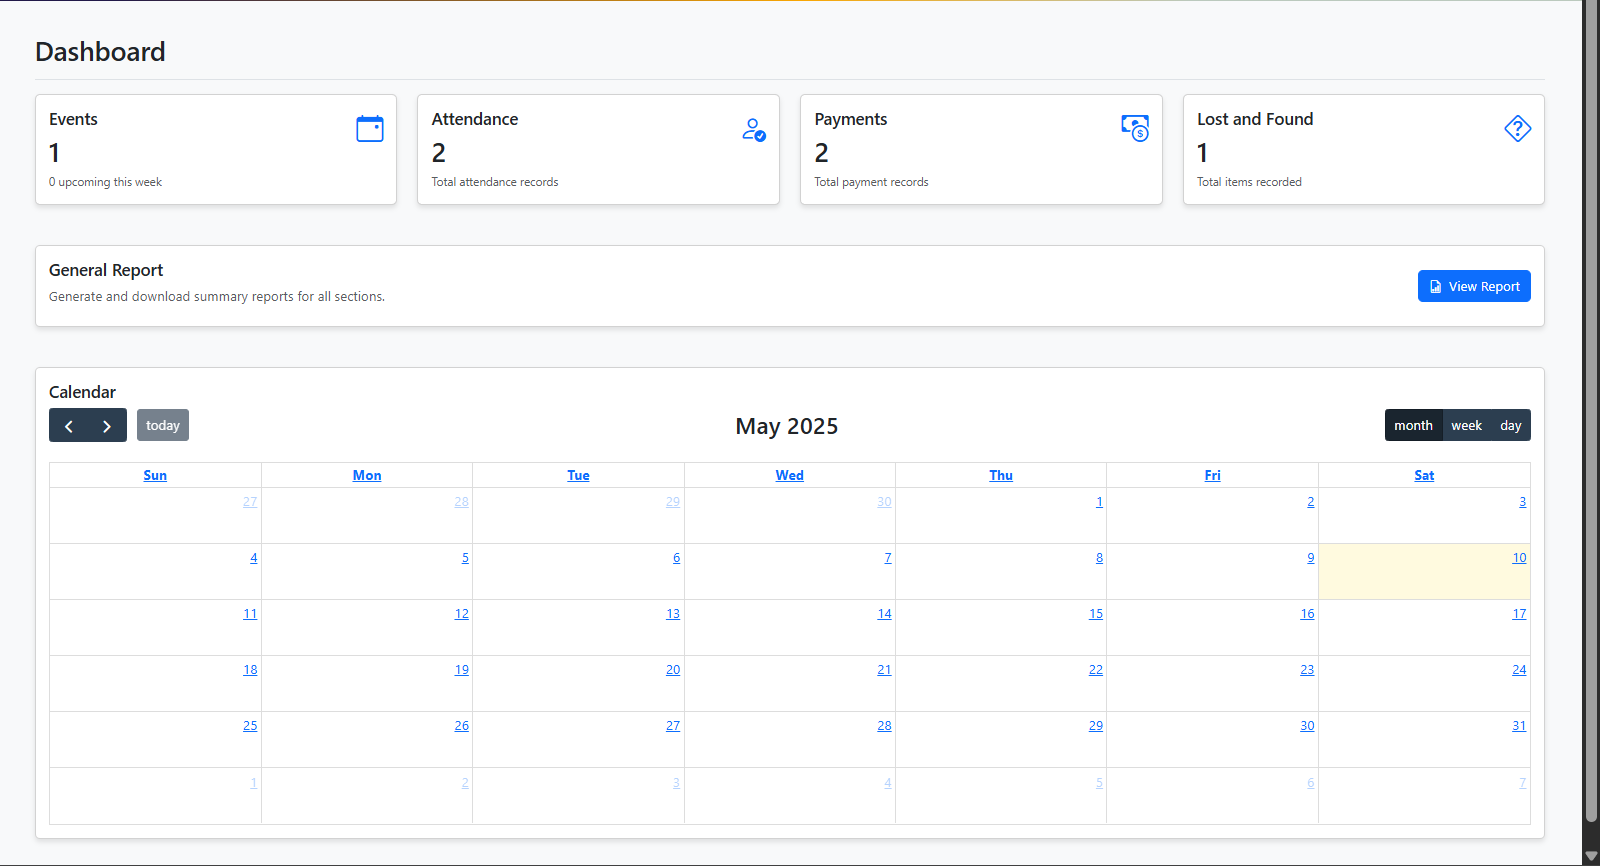 Dashboard
Events
1
0 upcoming this week
Attendance
2
Total attendance records
Payments
2
Total payment records
Lost and Found
1
Total items recorded
General Report
Generate and download summary reports for all sections.
View Report
Calendar
today
May 2025
month week day
Sun Mon Tue Wed Thu Fri Sat
27 28 29 30 1 2 3
4 5 6 7 8 9 10
11 12 13 14 15 16 17
18 19 20 21 22 23 24
25 26 27 28 29 30 31
1 2 3 4 5 6 7